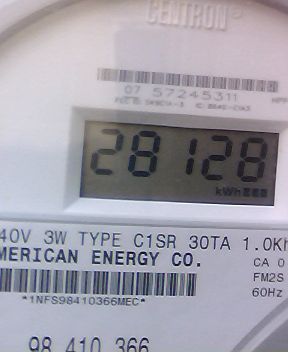 CENTRON®
07 57245311
28128
kWh
40V 3W TYPE C1SR 30TA 1.0Kh
MERICAN ENERGY CO.
CA 0
FM2S
60Hz
*1NFS98410366MEC*
98 410 366